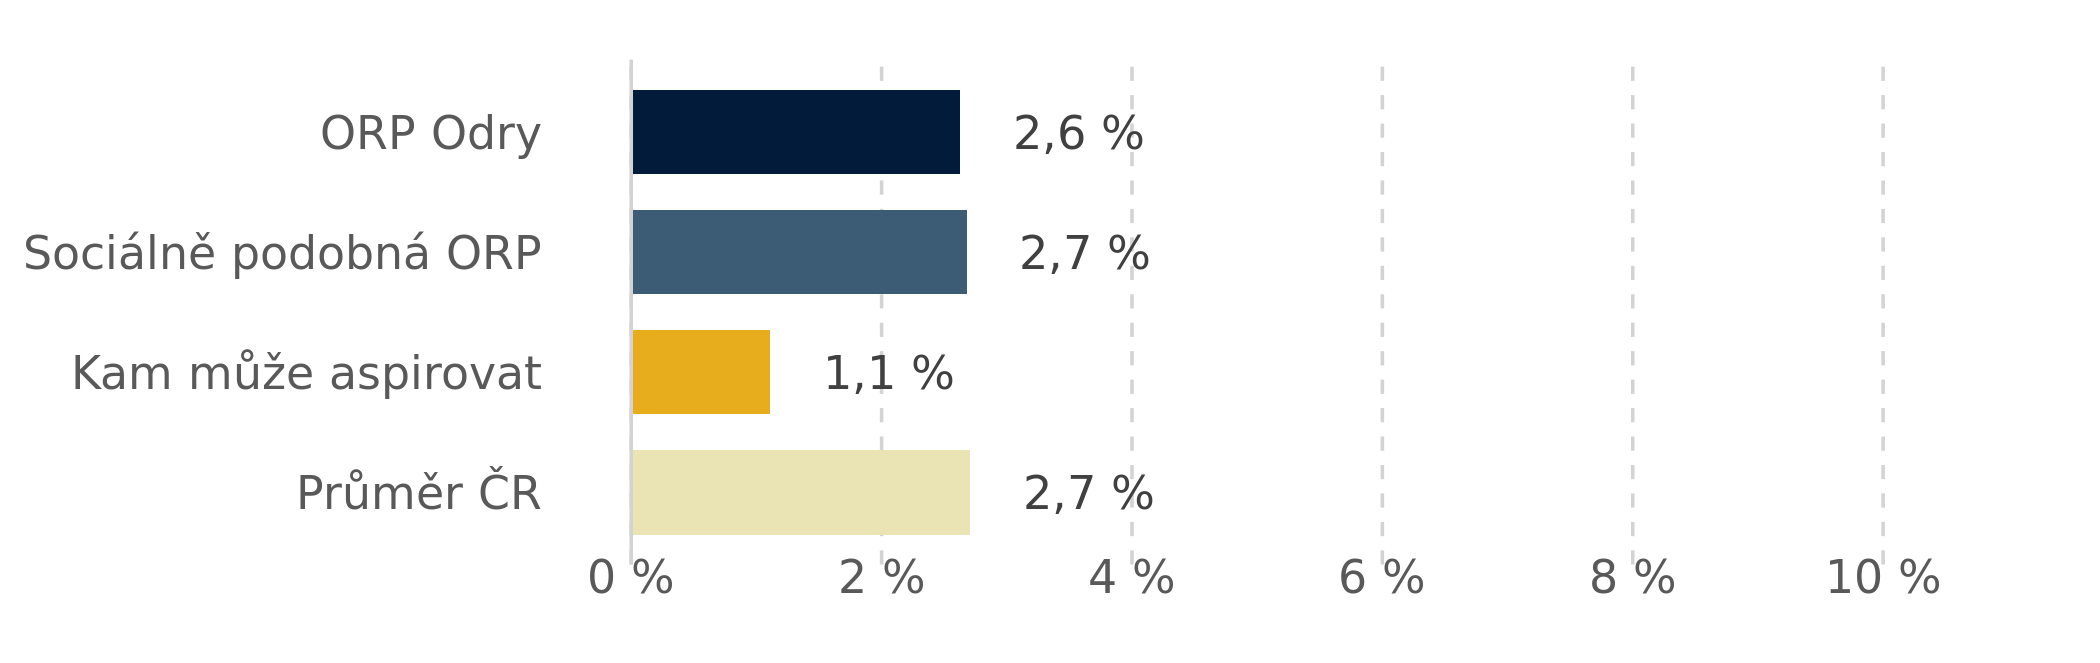 ORP Odry 2,6 %
Sociálně podobná ORP 2,7 %
Kam může aspirovat 1,1 %
Průměr ČR 2,7 %
0 % 2 % 4 % 6 % 8 % 10 %